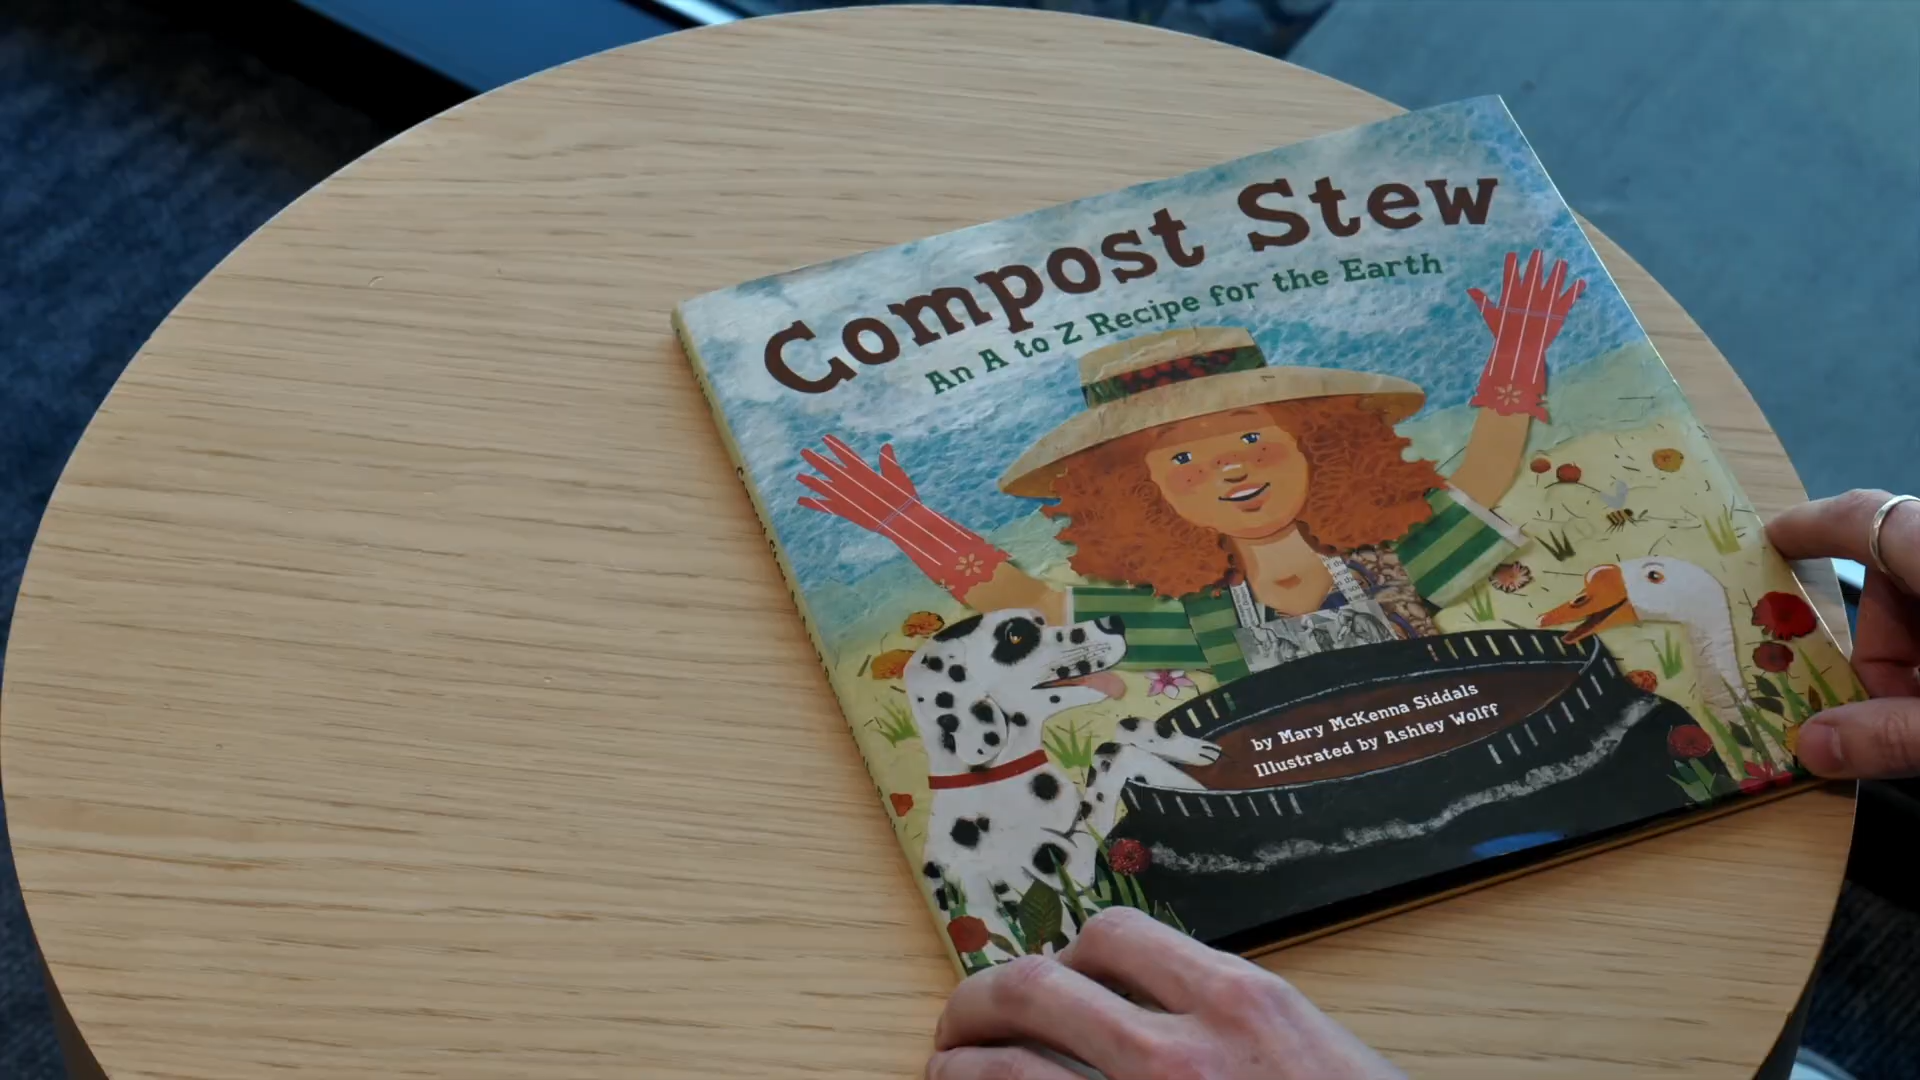 Compost Stew
An A to Z Recipe for the Earth
by Mary McKenna Siddals
Illustrated by Ashley Wolff